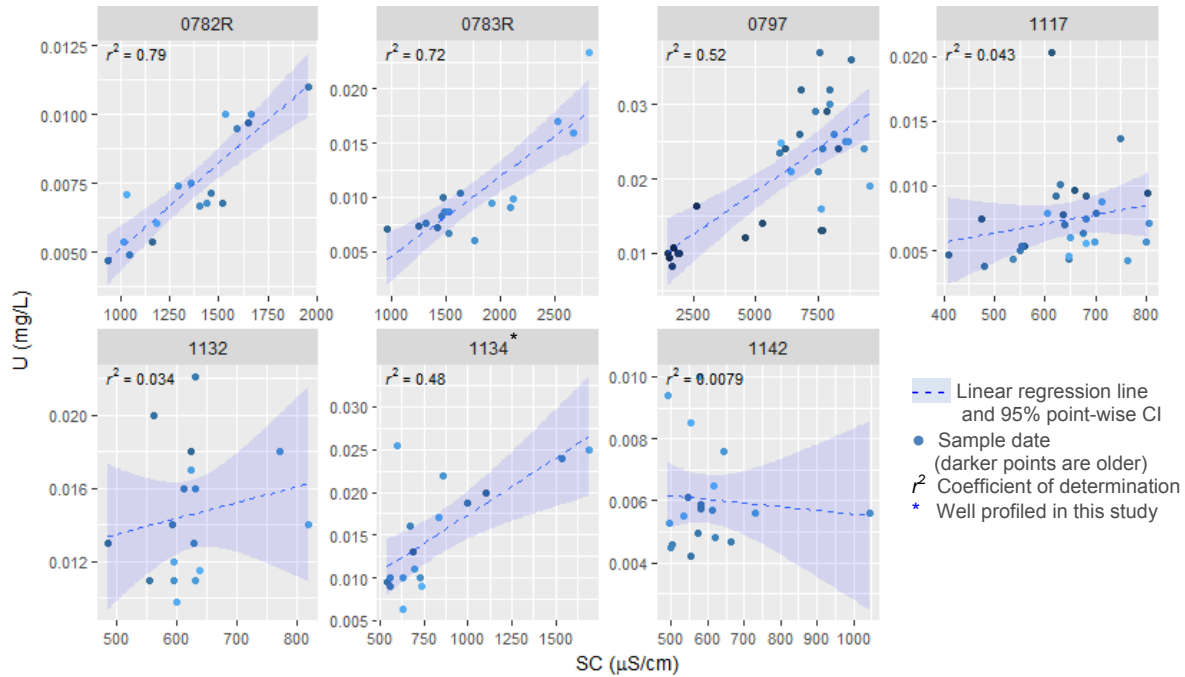 0782R
0783R
0797
1117
r² = 0.79
r² = 0.72
r² = 0.52
r² = 0.043
0.0125
0.0100
0.0075
0.0050
0.020
0.015
0.010
0.005
0.03
0.02
0.01
0.020
0.015
0.010
0.005
1000 1250 1500 1750 2000
1000 1500 2000 2500
2500 5000 7500
400 500 600 700 800
U (mg/L)
1132
1134*
1142
r² = 0.034
r² = 0.48
r² = 0.0079
0.020
0.016
0.012
0.030
0.025
0.020
0.015
0.010
0.005
0.010
0.008
0.006
0.004
500 600 700 800
500 750 1000 1250 1500
500 600 700 800 900 1000
SC (μS/cm)
Linear regression line
and 95% point-wise CI
Sample date
(darker points are older)
r² Coefficient of determination
* Well profiled in this study